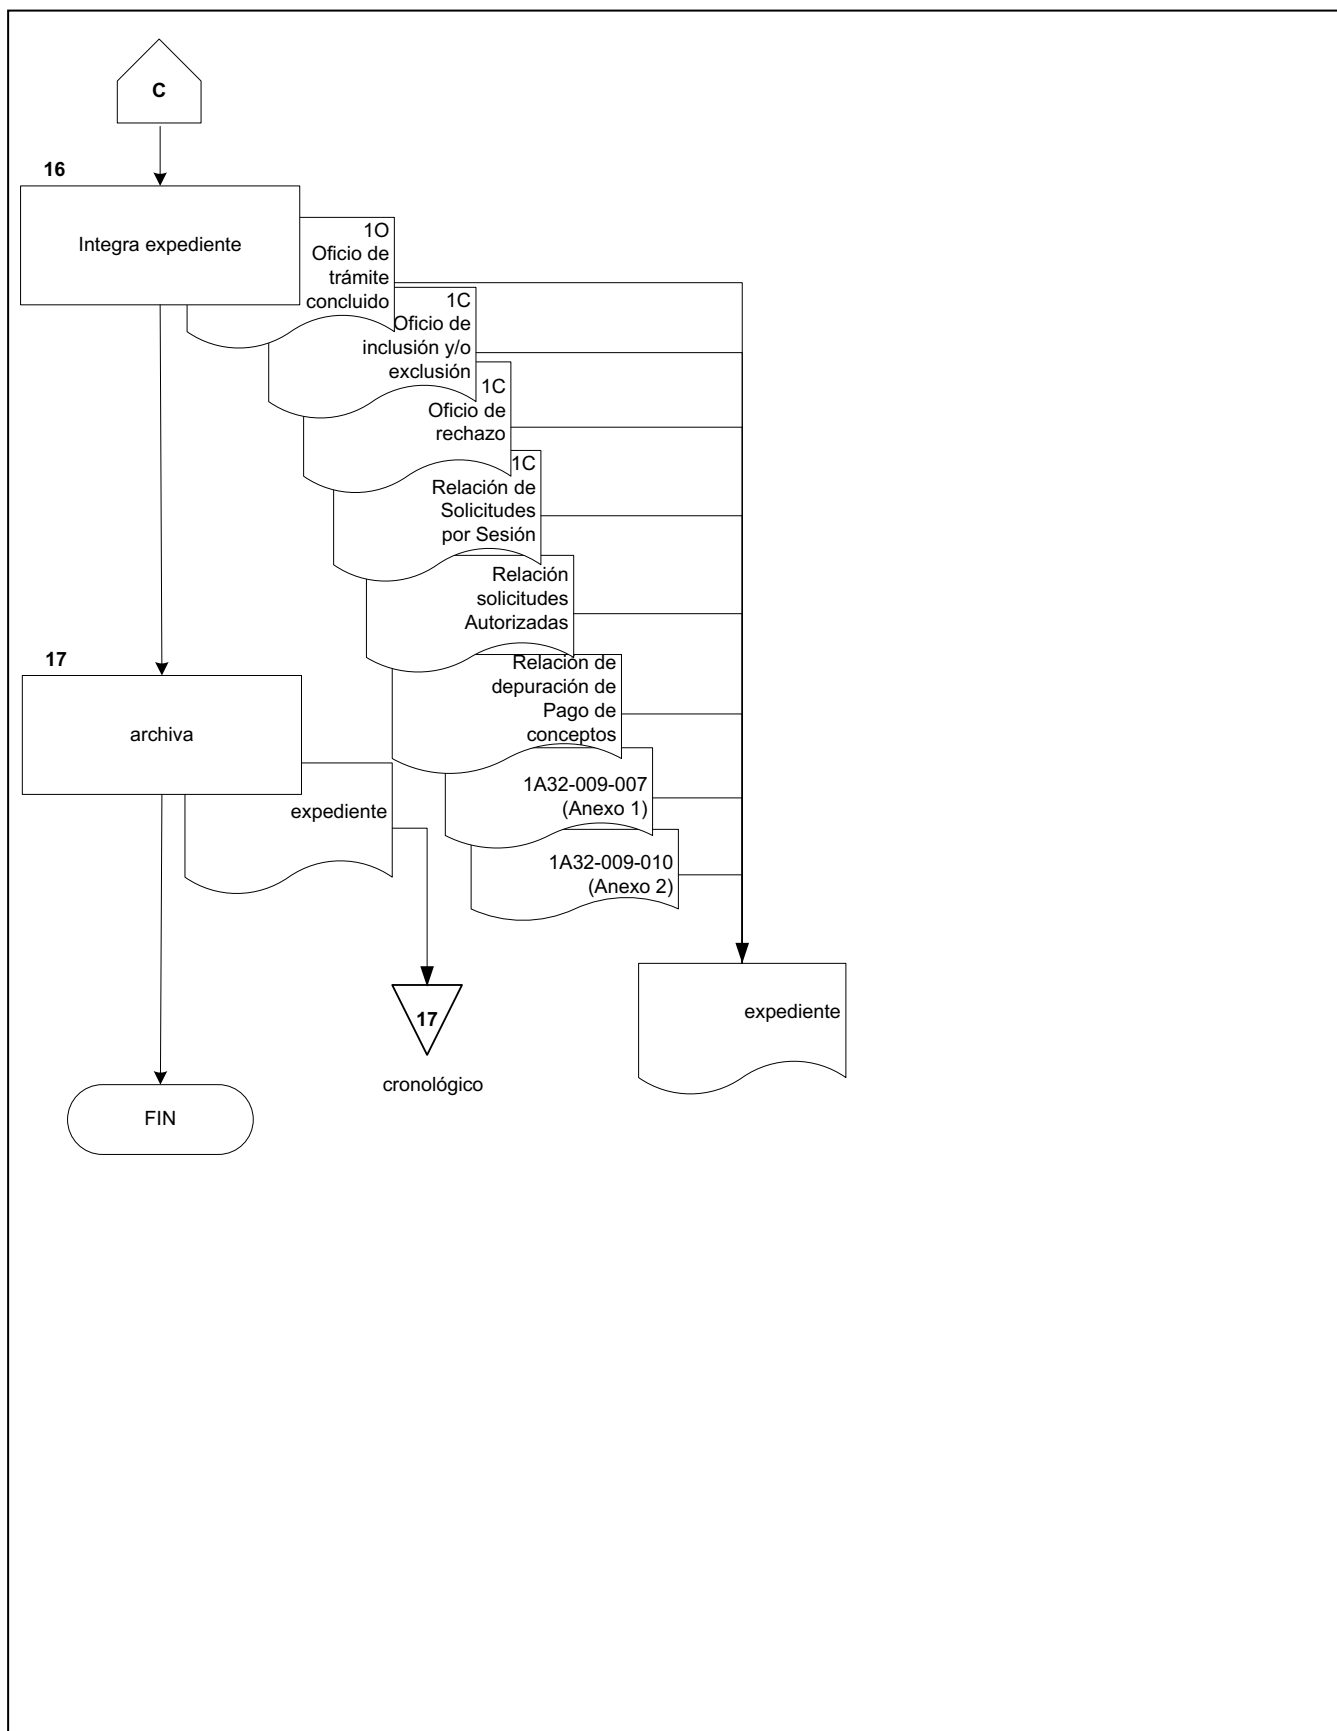 C
16
Integra expediente
1O
Oficio de
trámite
concluido
1C
Oficio de
inclusión y/o
exclusión
1C
Oficio de
rechazo
1C
Relación de
Solicitudes
por Sesión
Relación
solicitudes
Autorizadas
Relación de
depuración de
Pago de
conceptos
1A32-009-007
(Anexo 1)
1A32-009-010
(Anexo 2)
17
archiva
expediente
17
cronológico
expediente
FIN